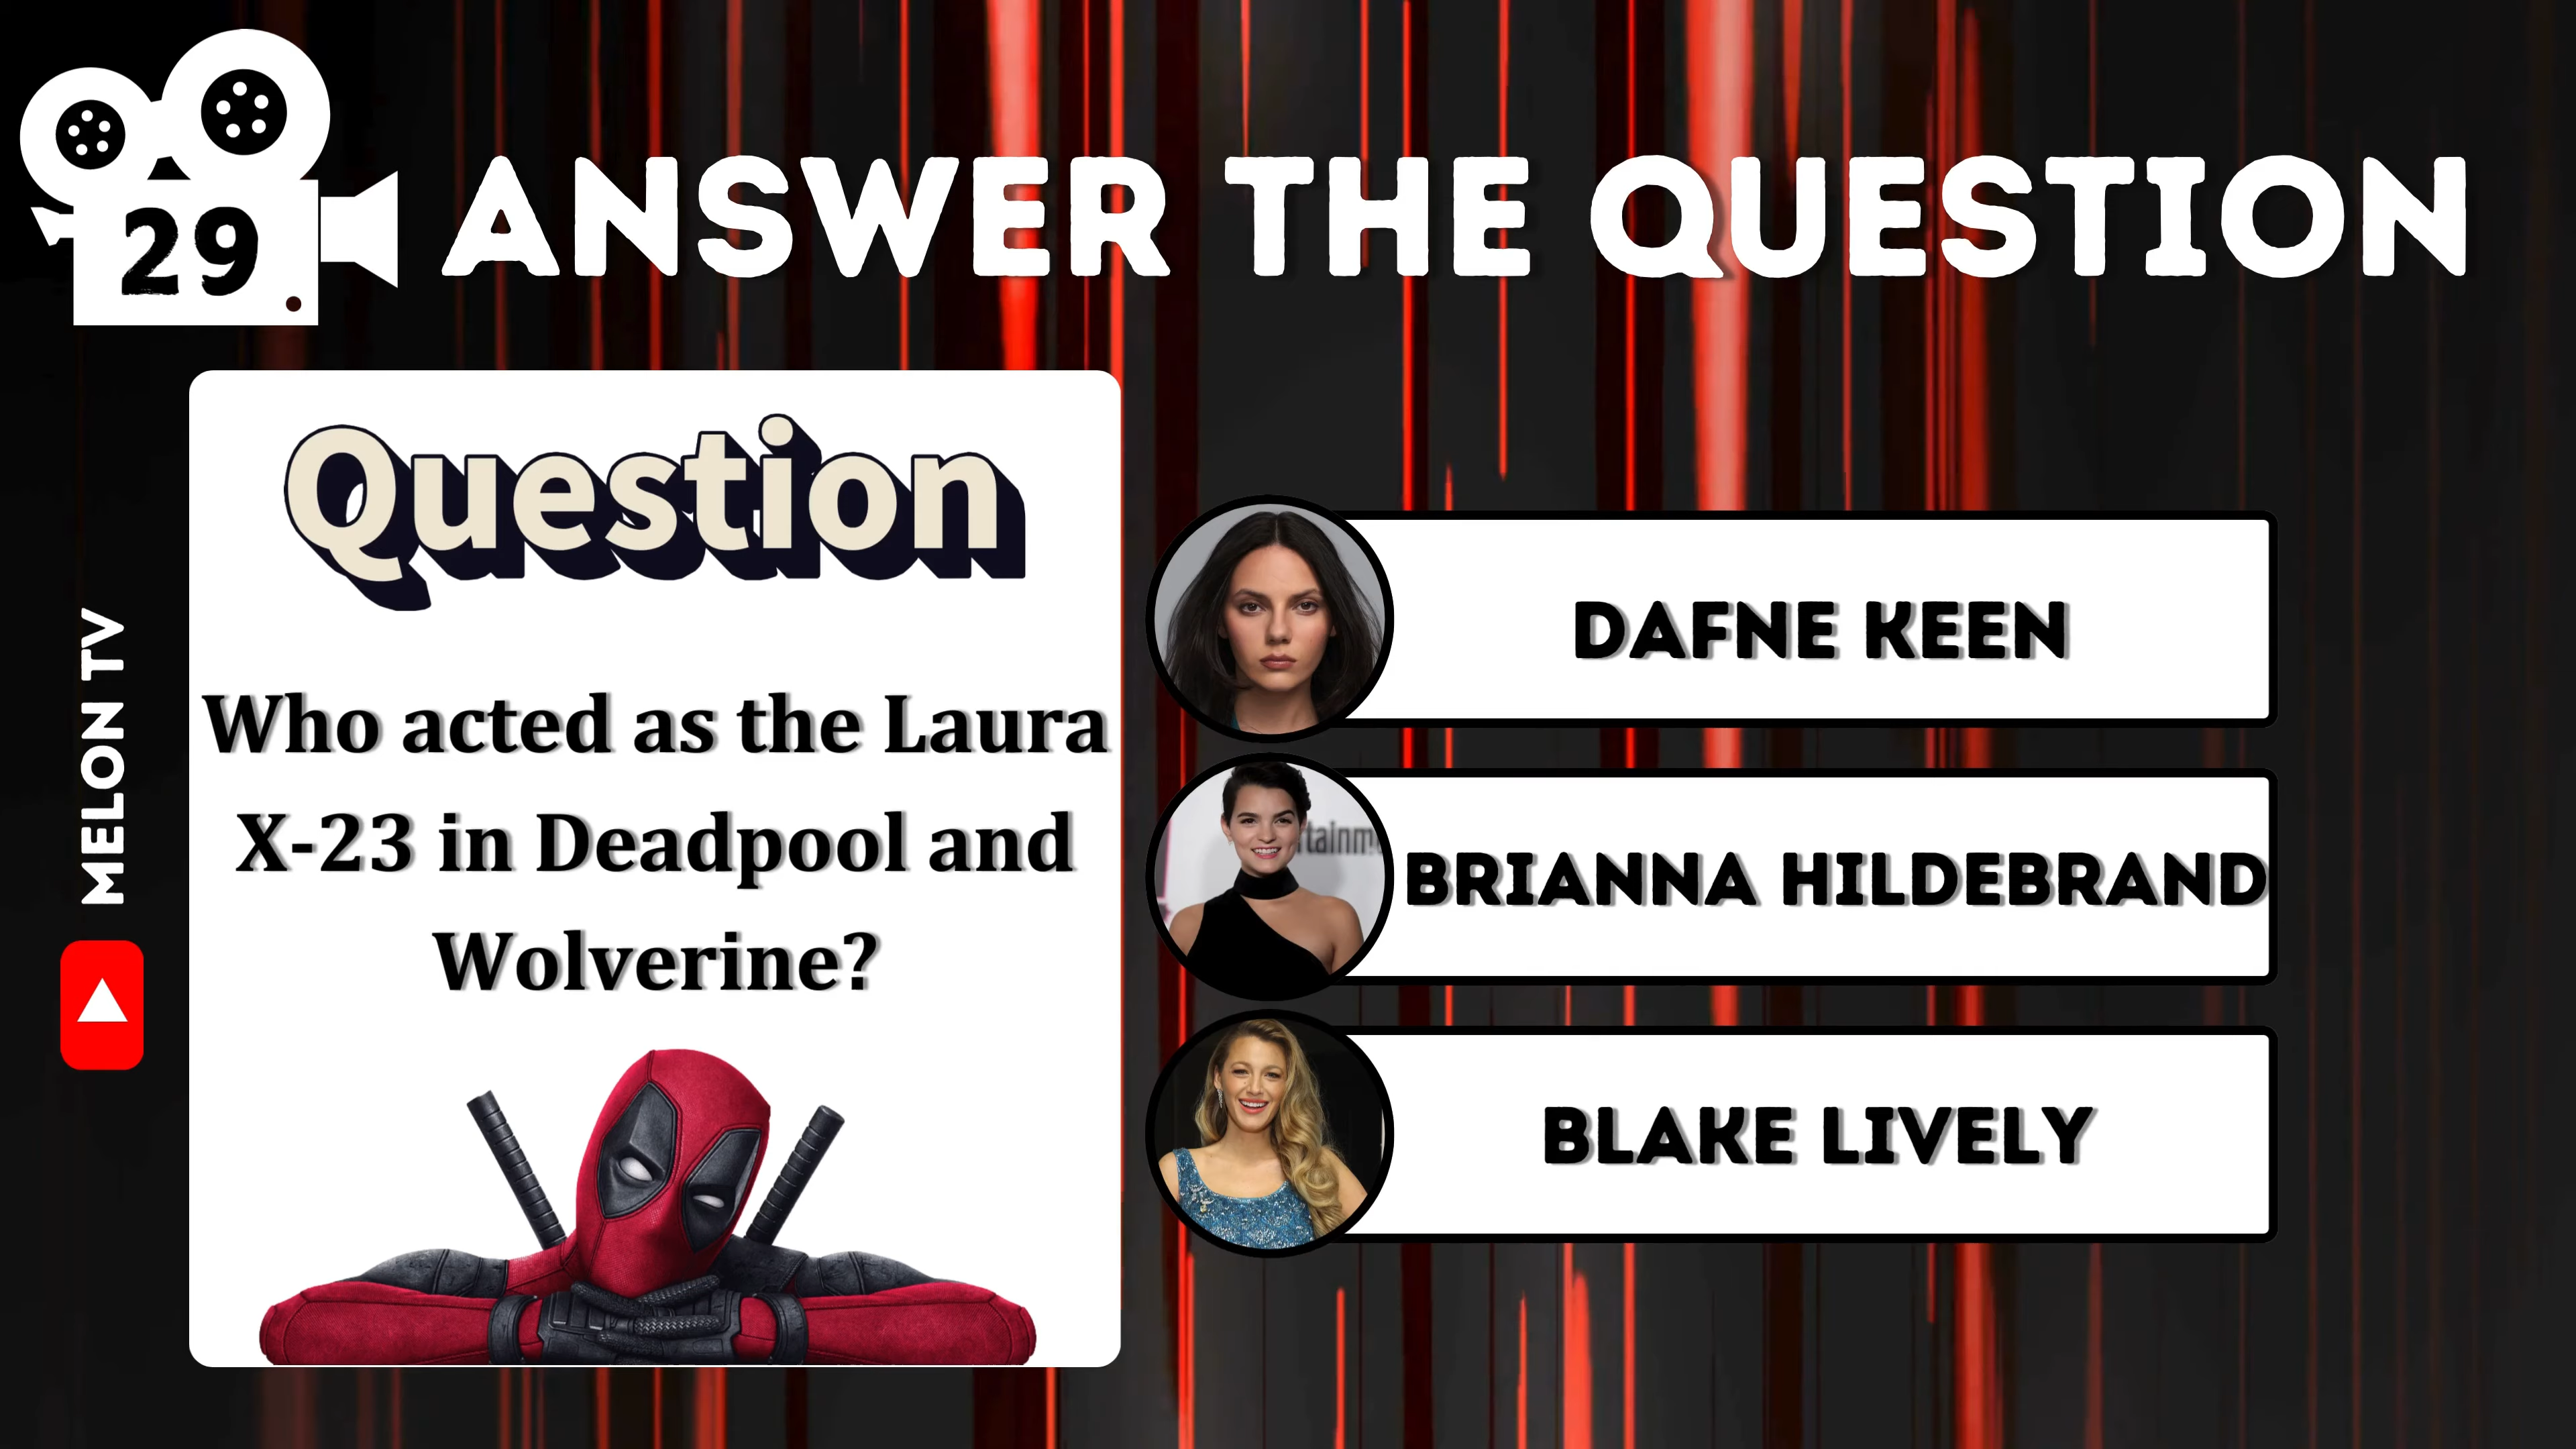 29
ANSWER THE QUESTION
Question
Who acted as the Laura
X-23 in Deadpool and
Wolverine?
DAFNE KEEN
BRIANNA HILDEBRAND
BLAKE LIVELY
MELON TV